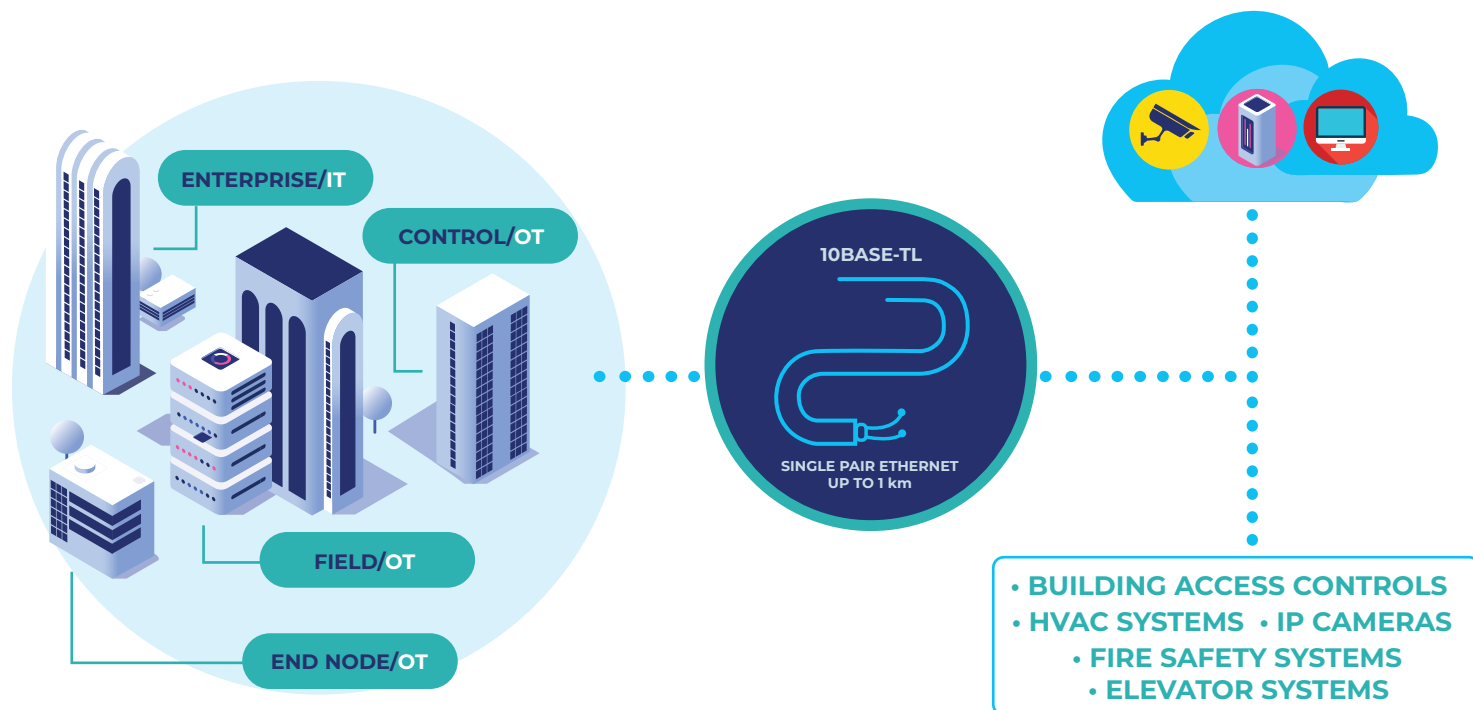 ENTERPRISE/IT
CONTROL/OT
FIELD/OT
END NODE/OT
10BASE-TL
SINGLE PAIR ETHERNET
UP TO 1 km
• BUILDING ACCESS CONTROLS
• HVAC SYSTEMS • IP CAMERAS
• FIRE SAFETY SYSTEMS
• ELEVATOR SYSTEMS